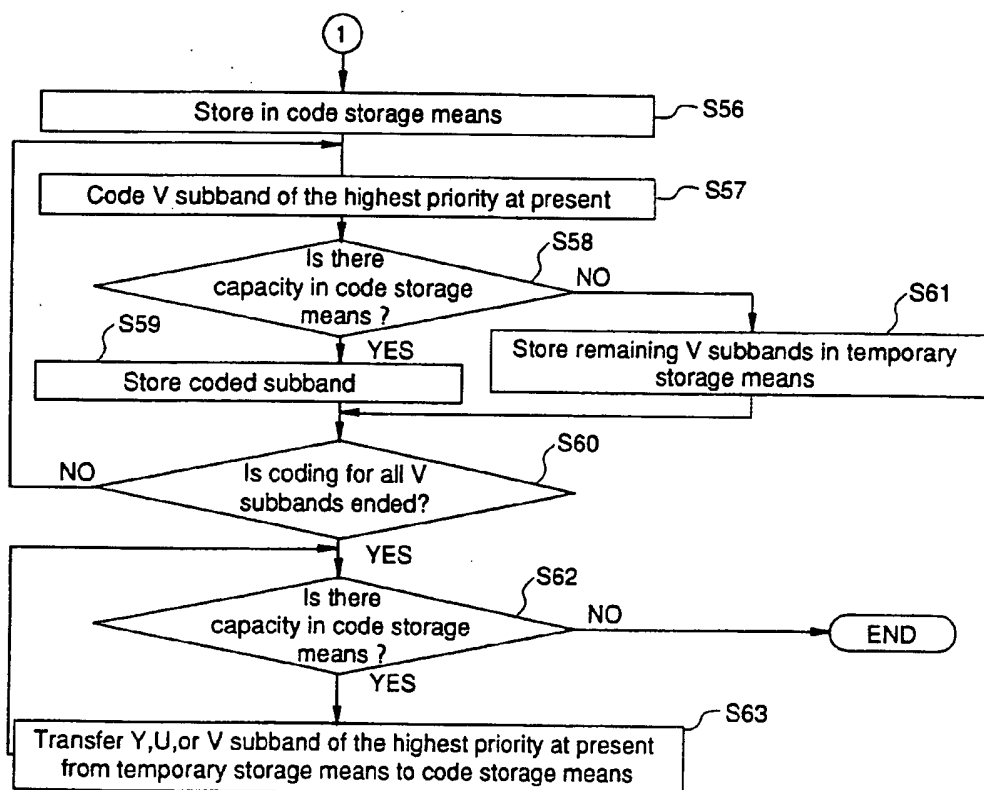 1
Store in code storage means
S56
Code V subband of the highest priority at present
S57
Is there
capacity in code storage
means ?
S58
NO
YES
S59
Store coded subband
S61
Store remaining V subbands in temporary
storage means
Is coding for all V
subbands ended?
S60
NO
YES
Is there
capacity in code storage
means ?
S62
NO
END
YES
Transfer Y,U,or V subband of the highest priority at present
from temporary storage means to code storage means
S63